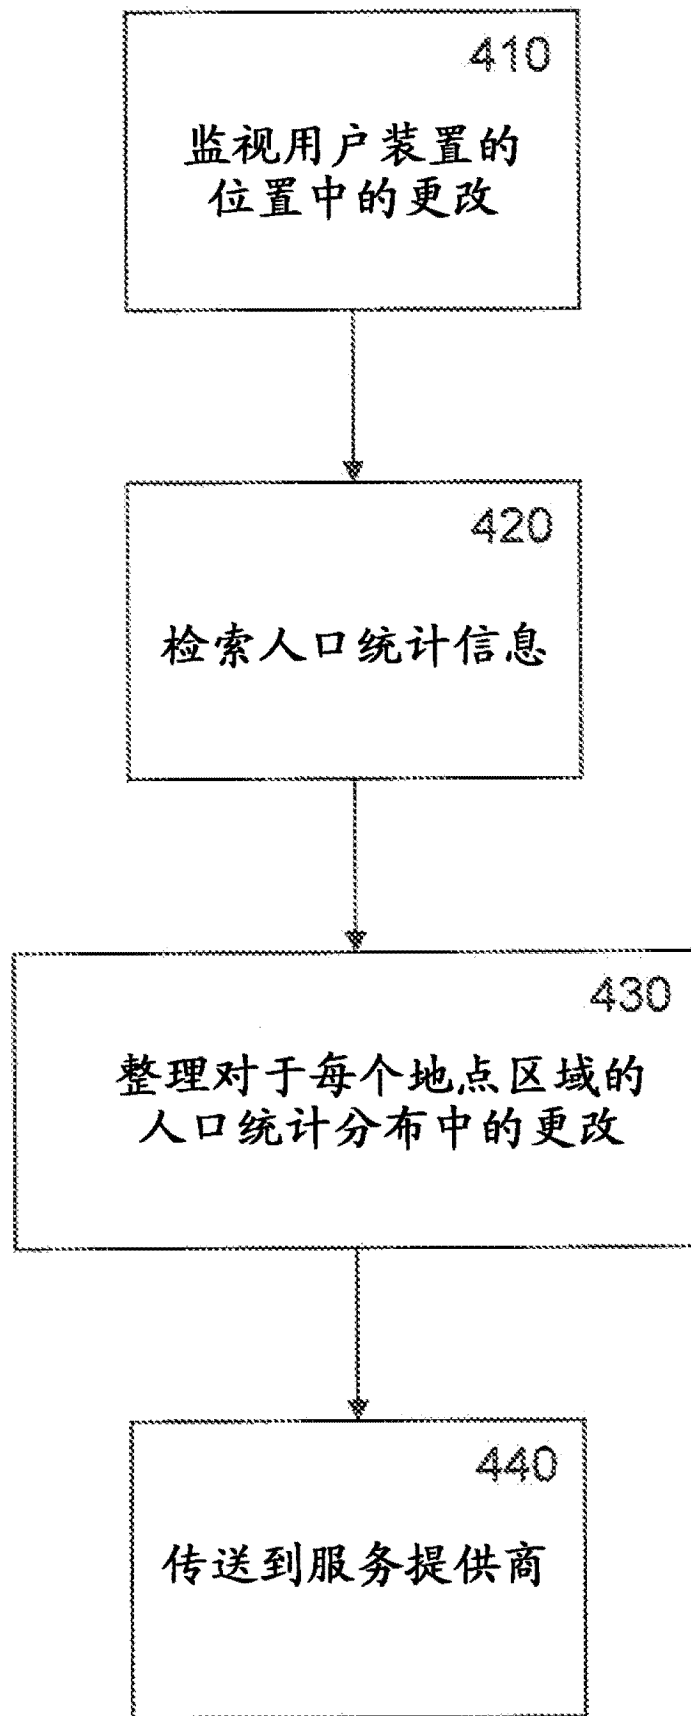 410
监视用户装置的
位置中的更改
420
检索人口统计信息
430
整理对于每个地点区域的
人口统计分布中的更改
440
传送到服务提供商